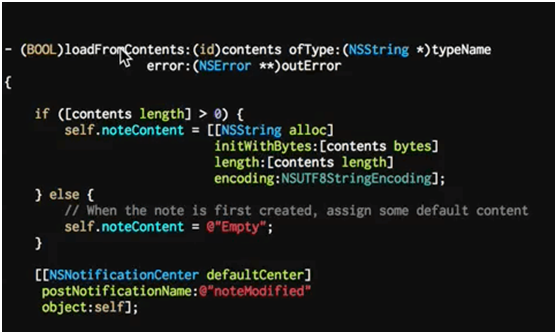 - (BOOL)loadFromContents:(id)contents ofType:(NSString *)typeName
error:(NSError **)outError
{
if ([contents length] > 0) {
self.noteContent = [[NSString alloc]
initWithBytes:[contents bytes]
length:[contents length]
encoding:NSUTF8StringEncoding];
} else {
// When the note is first created, assign some default content
self.noteContent = @"Empty";
}
[[NSNotificationCenter defaultCenter]
postNotificationName:@"noteModified"
object:self];